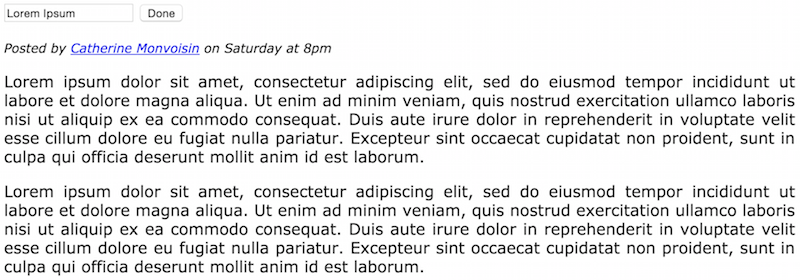 Lorem Ipsum Done
Posted by Catherine Monvoisin on Saturday at 8pm
Lorem ipsum dolor sit amet, consectetur adipiscing elit, sed do eiusmod tempor incididunt ut
labore et dolore magna aliqua. Ut enim ad minim veniam, quis nostrud exercitation ullamco laboris
nisi ut aliquip ex ea commodo consequat. Duis aute irure dolor in reprehenderit in voluptate velit
esse cillum dolore eu fugiat nulla pariatur. Excepteur sint occaecat cupidatat non proident, sunt in
culpa qui officia deserunt mollit anim id est laborum.
Lorem ipsum dolor sit amet, consectetur adipiscing elit, sed do eiusmod tempor incididunt ut
labore et dolore magna aliqua. Ut enim ad minim veniam, quis nostrud exercitation ullamco laboris
nisi ut aliquip ex ea commodo consequat. Duis aute irure dolor in reprehenderit in voluptate velit
esse cillum dolore eu fugiat nulla pariatur. Excepteur sint occaecat cupidatat non proident, sunt in
culpa qui officia deserunt mollit anim id est laborum.